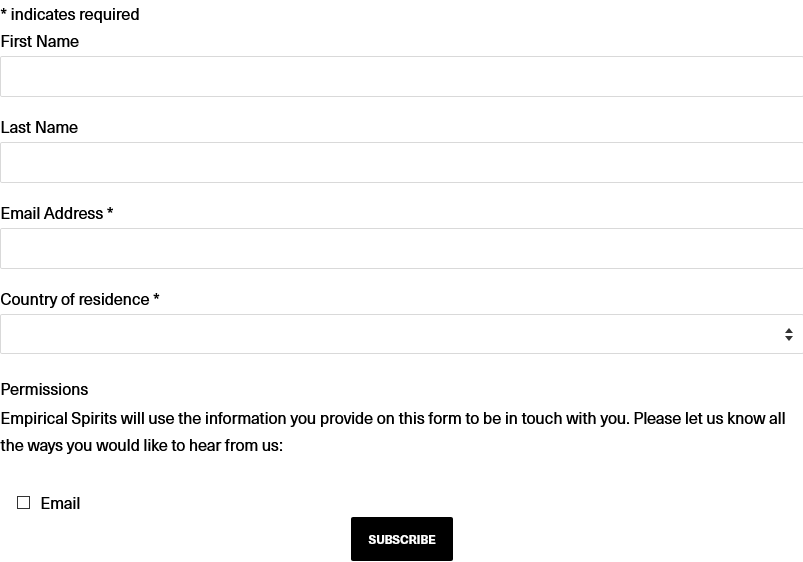 * indicates required
First Name
Last Name
Email Address *
Country of residence *
Permissions
Empirical Spirits will use the information you provide on this form to be in touch with you. Please let us know all
the ways you would like to hear from us:
Email
SUBSCRIBE